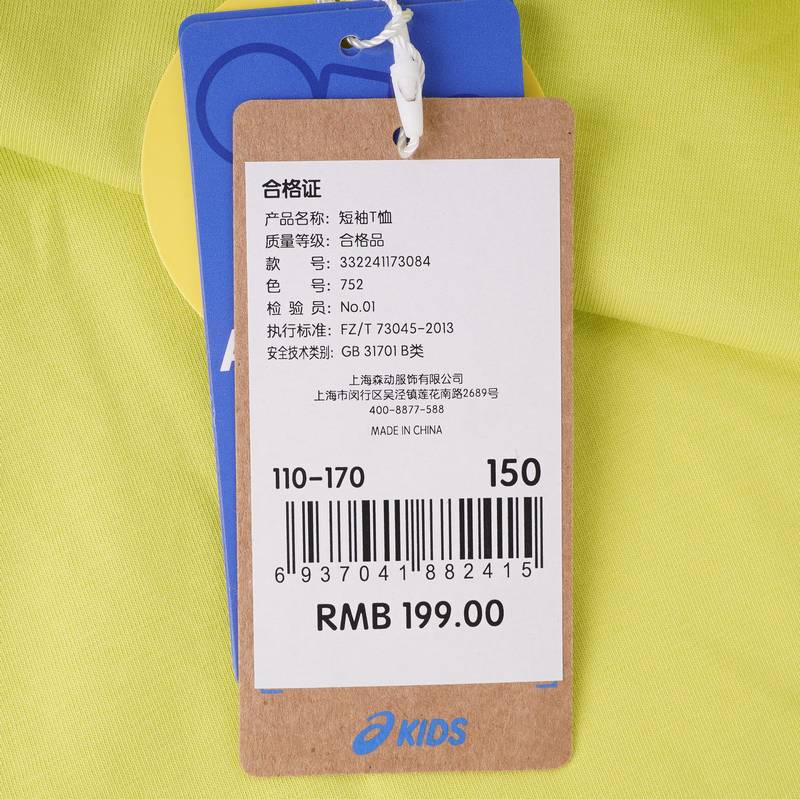 合格证
产品名称：短袖T恤
质量等级：合格品
款 号：332241173084
色 号：752
检 验 员：No.01
执行标准：FZ/T 73045-2013
安全技术类别：GB 31701 B类
上海森动服饰有限公司
上海市闵行区吴泾镇莲花南路2689号
400-8877-588
MADE IN CHINA
110-170 150
6 937041 882415
RMB 199.00
KIDS